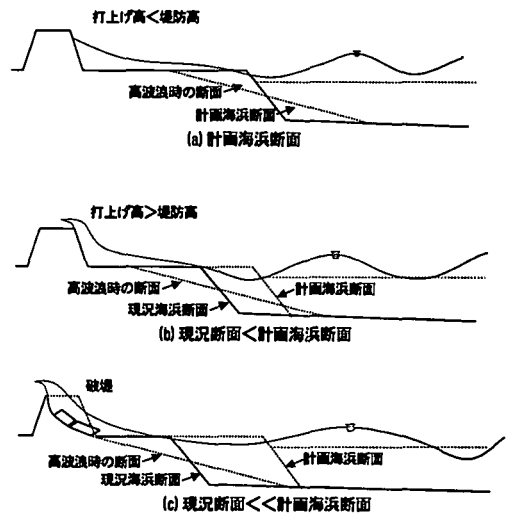 打上げ高＜堤防高
高波浪時の断面
計画海浜断面
(a) 計画海浜断面
打上げ高＞堤防高
高波浪時の断面
計画海浜断面
現況海浜断面
(b) 現況断面＜計画海浜断面
破堤
高波浪時の断面
計画海浜断面
現況海浜断面
(c) 現況断面＜＜計画海浜断面